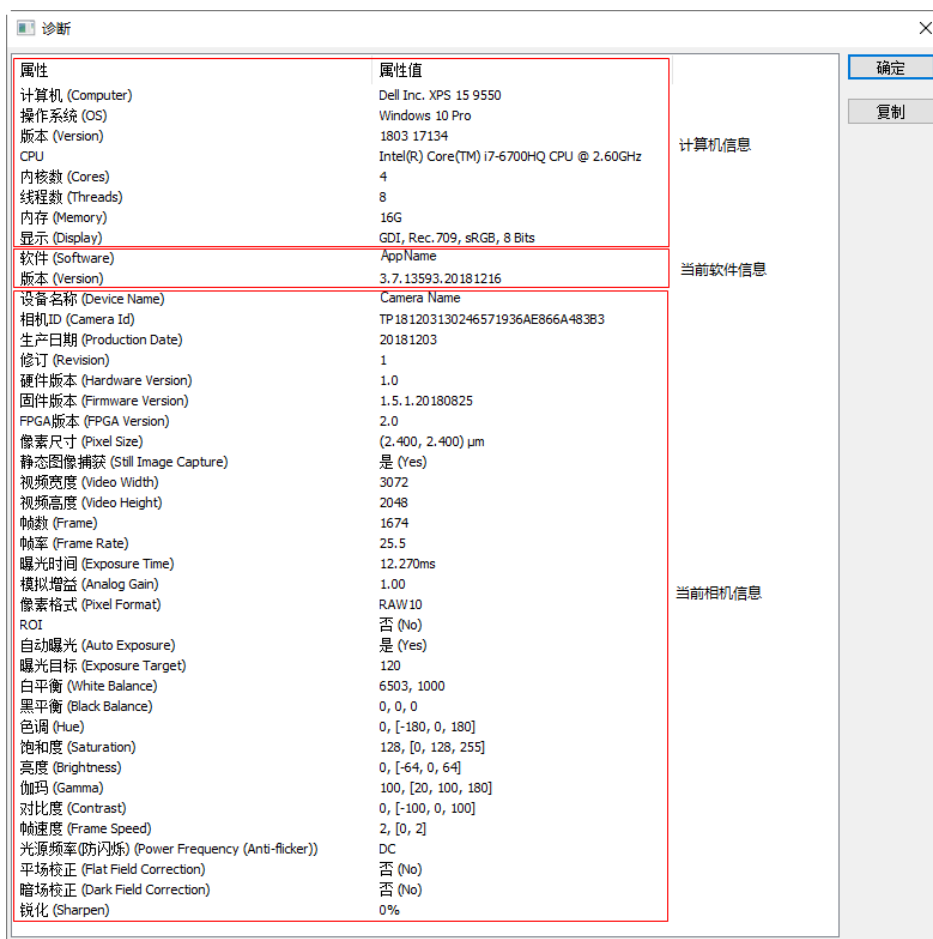 诊断
属性 属性值
确定
计算机 (Computer) Dell Inc. XPS 15 9550
操作系统 (OS) Windows 10 Pro
复制
版本 (Version) 1803 17134
计算机信息
CPU Intel(R) Core(TM) i7-6700HQ CPU @ 2.60GHz
内核数 (Cores) 4
线程数 (Threads) 8
内存 (Memory) 16G
显示 (Display) GDI, Rec.709, sRGB, 8 Bits
软件 (Software) AppName
当前软件信息
版本 (Version) 3.7.13593.20181216
设备名称 (Device Name) Camera Name
相机ID (Camera Id) TP181203130246571936AE866A483B3
生产日期 (Production Date) 20181203
修订 (Revision) 1
硬件版本 (Hardware Version) 1.0
固件版本 (Firmware Version) 1.5.1.20180825
FPGA版本 (FPGA Version) 2.0
像素尺寸 (Pixel Size) (2.400, 2.400) μm
静态图像捕获 (Still Image Capture) 是 (Yes)
视频宽度 (Video Width) 3072
视频高度 (Video Height) 2048
帧数 (Frame) 1674
帧率 (Frame Rate) 25.5
曝光时间 (Exposure Time) 12.270ms
模拟增益 (Analog Gain) 1.00
当前相机信息
像素格式 (Pixel Format) RAW10
ROI 否 (No)
自动曝光 (Auto Exposure) 是 (Yes)
曝光目标 (Exposure Target) 120
白平衡 (White Balance) 6503, 1000
黑平衡 (Black Balance) 0, 0, 0
色调 (Hue) 0, [-180, 0, 180]
饱和度 (Saturation) 128, [0, 128, 255]
亮度 (Brightness) 0, [-64, 0, 64]
伽玛 (Gamma) 100, [20, 100, 180]
对比度 (Contrast) 0, [-100, 0, 100]
帧速度 (Frame Speed) 2, [0, 2]
光源频率(防闪烁) (Power Frequency (Anti-flicker)) DC
平场校正 (Flat Field Correction) 否 (No)
暗场校正 (Dark Field Correction) 否 (No)
锐化 (Sharpen) 0%